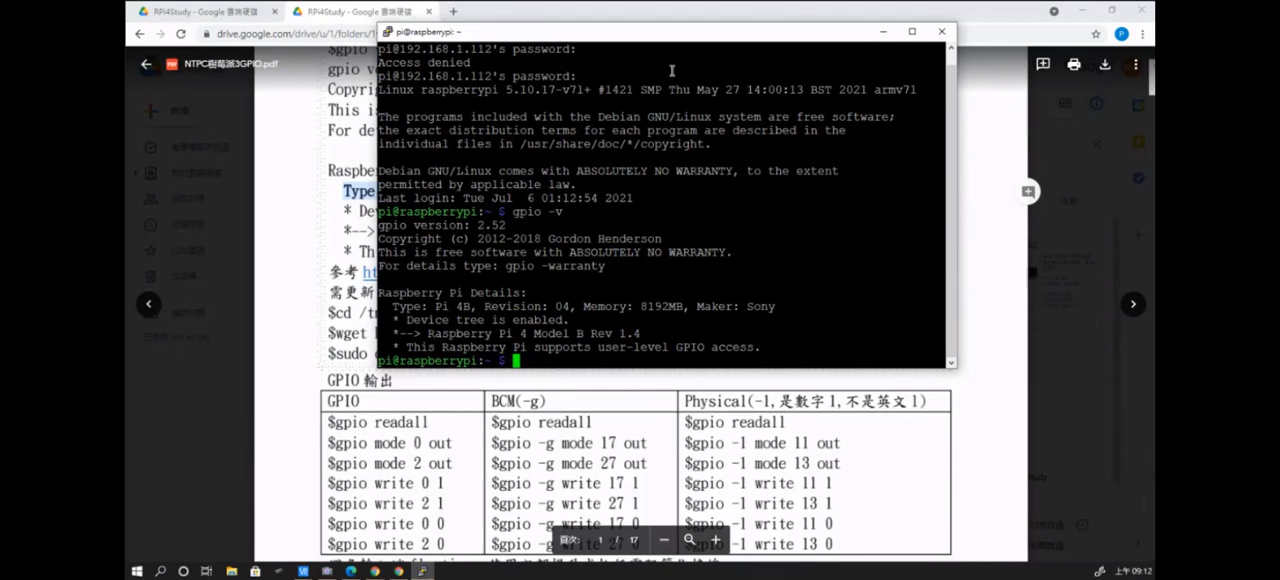 RPi4Study - Google 雲端硬碟
RPi4Study - Google 雲端硬碟
drive.google.com/drive/u/1/folders/1
NTPC樹莓派3GPIO.pdf
pi@raspberrypi: ~
pi@192.168.1.112's password:
Access denied
pi@192.168.1.112's password:
Linux raspberrypi 5.10.17-v7l+ #1421 SMP Thu May 27 14:00:13 BST 2021 armv7l
The programs included with the Debian GNU/Linux system are free software;
the exact distribution terms for each program are described in the
individual files in /usr/share/doc/*/copyright.
Debian GNU/Linux comes with ABSOLUTELY NO WARRANTY, to the extent
permitted by applicable law.
Last login: Tue Jul  6 01:12:54 2021
pi@raspberrypi:~ $ gpio -v
gpio version: 2.52
Copyright (c) 2012-2018 Gordon Henderson
This is free software with ABSOLUTELY NO WARRANTY.
For details type: gpio -warranty
Raspberry Pi Details:
Type: Pi 4B, Revision: 04, Memory: 8192MB, Maker: Sony
* Device tree is enabled.
*--> Raspberry Pi 4 Model B Rev 1.4
* This Raspberry Pi supports user-level GPIO access.
pi@raspberrypi:~ $
$gpio
gpio ve
Copyri
This i
For de
Raspbe
Type
* De
*-->
* Th
參考 ht
需更新
$cd /t
$wget h
$sudo d
GPIO 輸出
GPIO BCM(-g) Physical(-1,是數字 1,不是英文 l)
$gpio readall $gpio readall $gpio readall
$gpio mode 0 out $gpio -g mode 17 out $gpio -1 mode 11 out
$gpio mode 2 out $gpio -g mode 27 out $gpio -1 mode 13 out
$gpio write 0 1 $gpio -g write 17 1 $gpio -1 write 11 1
$gpio write 2 1 $gpio -g write 27 1 $gpio -1 write 13 1
$gpio write 0 0 $gpio -g write 17 0 $gpio -1 write 11 0
$gpio write 2 0 $gpio -g write 27 0 $gpio -1 write 13 0
頁次: 1 / 17
上午 09:12